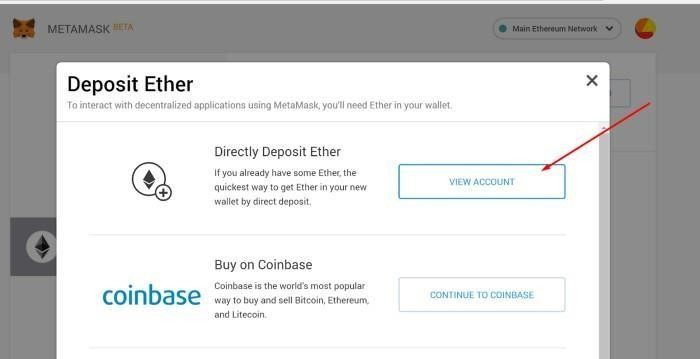 METAMASK BETA
Main Ethereum Network
Deposit Ether
To interact with decentralized applications using MetaMask, you'll need Ether in your wallet.
Directly Deposit Ether
If you already have some Ether, the
quickest way to get Ether in your new
wallet by direct deposit.
VIEW ACCOUNT
Buy on Coinbase
coinbase
Coinbase is the world's most popular
way to buy and sell Bitcoin, Ethereum,
and Litecoin.
CONTINUE TO COINBASE